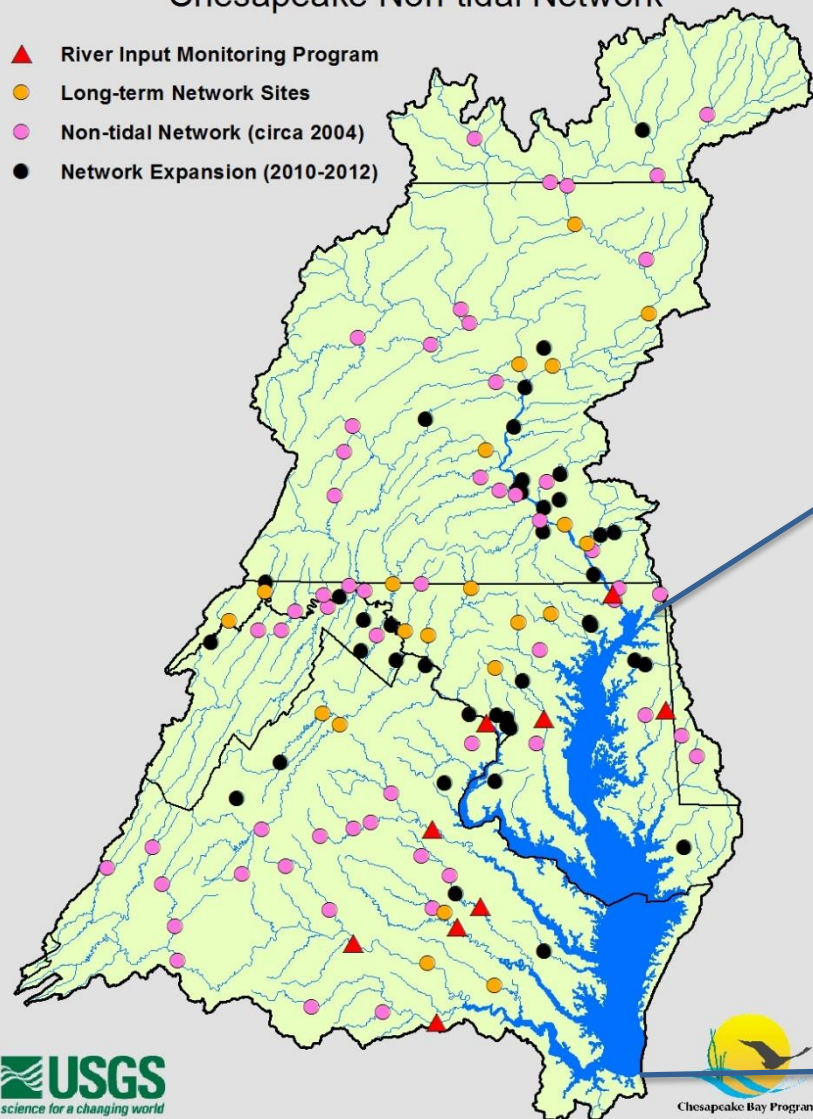 Chesapeake Non-tidal Network
River Input Monitoring Program
Long-term Network Sites
Non-tidal Network (circa 2004)
Network Expansion (2010-2012)
USGS
science for a changing world
Chesapeake Bay Program